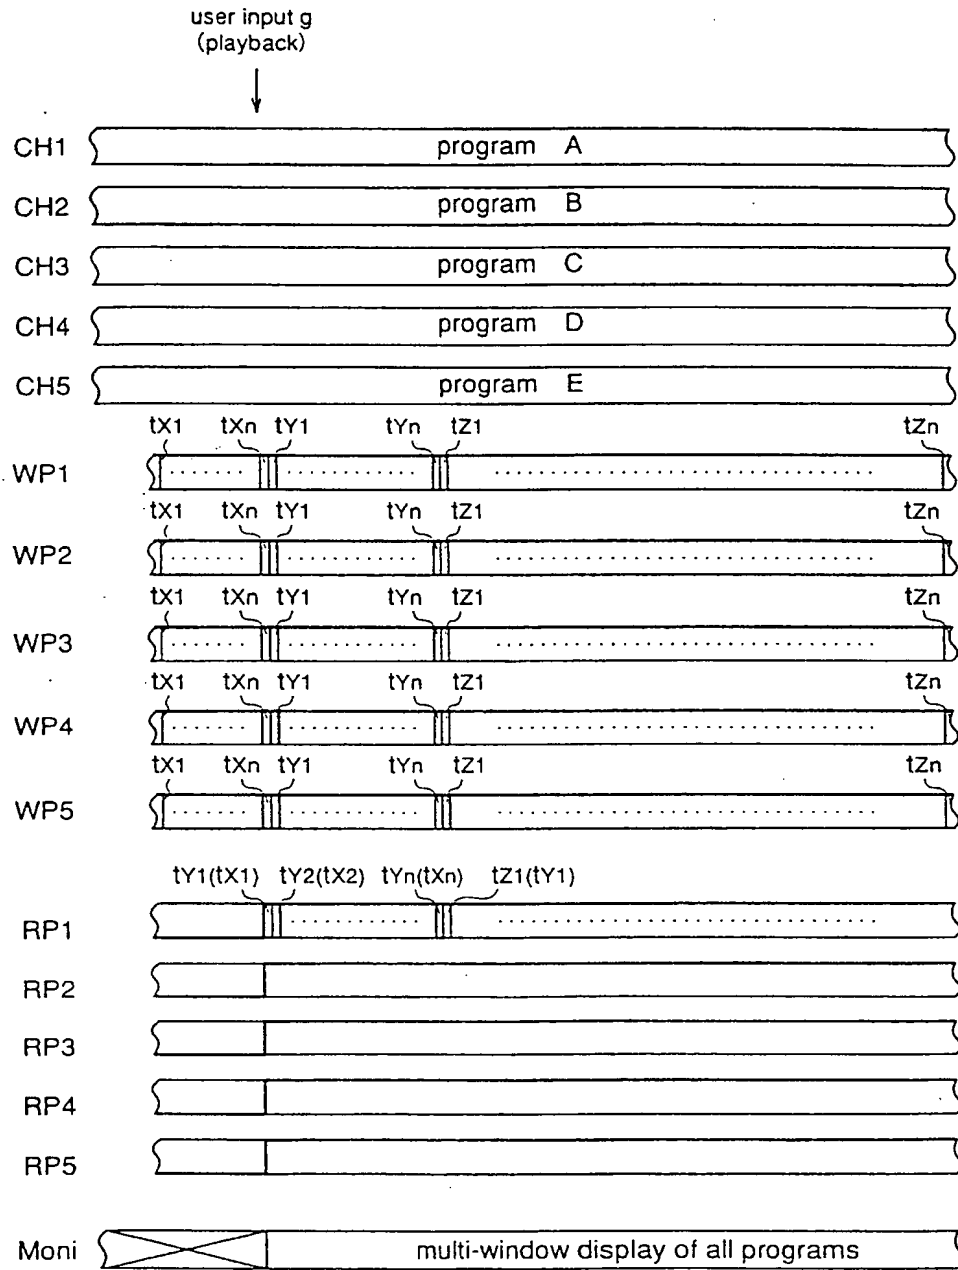 user input g
(playback)
CH1 program A
CH2 program B
CH3 program C
CH4 program D
CH5 program E
tX1 tXn tY1 tYn tZ1 tZn
WP1
tX1 tXn tY1 tYn tZ1 tZn
WP2
tX1 tXn tY1 tYn tZ1 tZn
WP3
tX1 tXn tY1 tYn tZ1 tZn
WP4
tX1 tXn tY1 tYn tZ1 tZn
WP5
tY1(tX1) tY2(tX2) tYn(tXn) tZ1(tY1)
RP1
RP2
RP3
RP4
RP5
Moni multi-window display of all programs